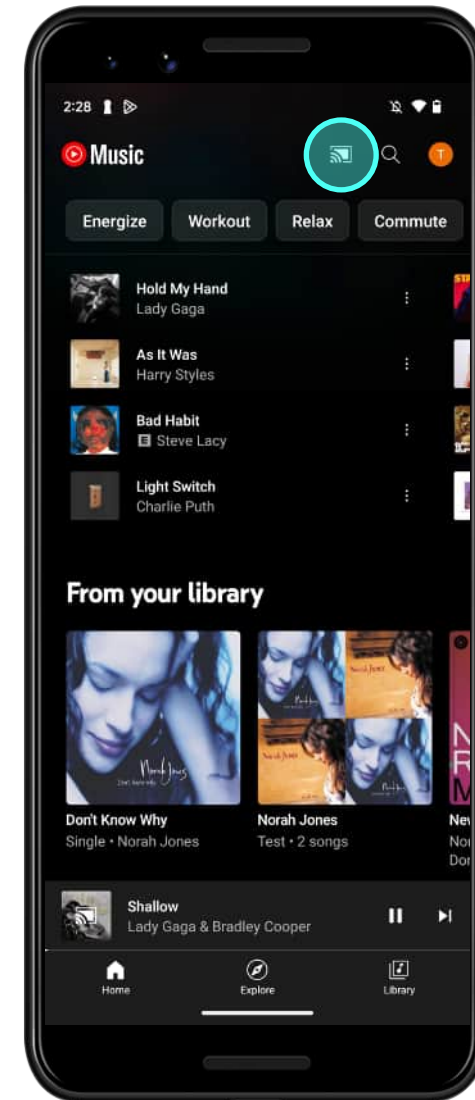 2:28
Music
T
Energize Workout Relax Commute
Hold My Hand
Lady Gaga
As It Was
Harry Styles
Bad Habit
E Steve Lacy
Light Switch
Charlie Puth
From your library
Norah Jones
Don't Know Why
Single • Norah Jones
Norah Jones
Test • 2 songs
Shallow
Lady Gaga & Bradley Cooper
Home Explore Library